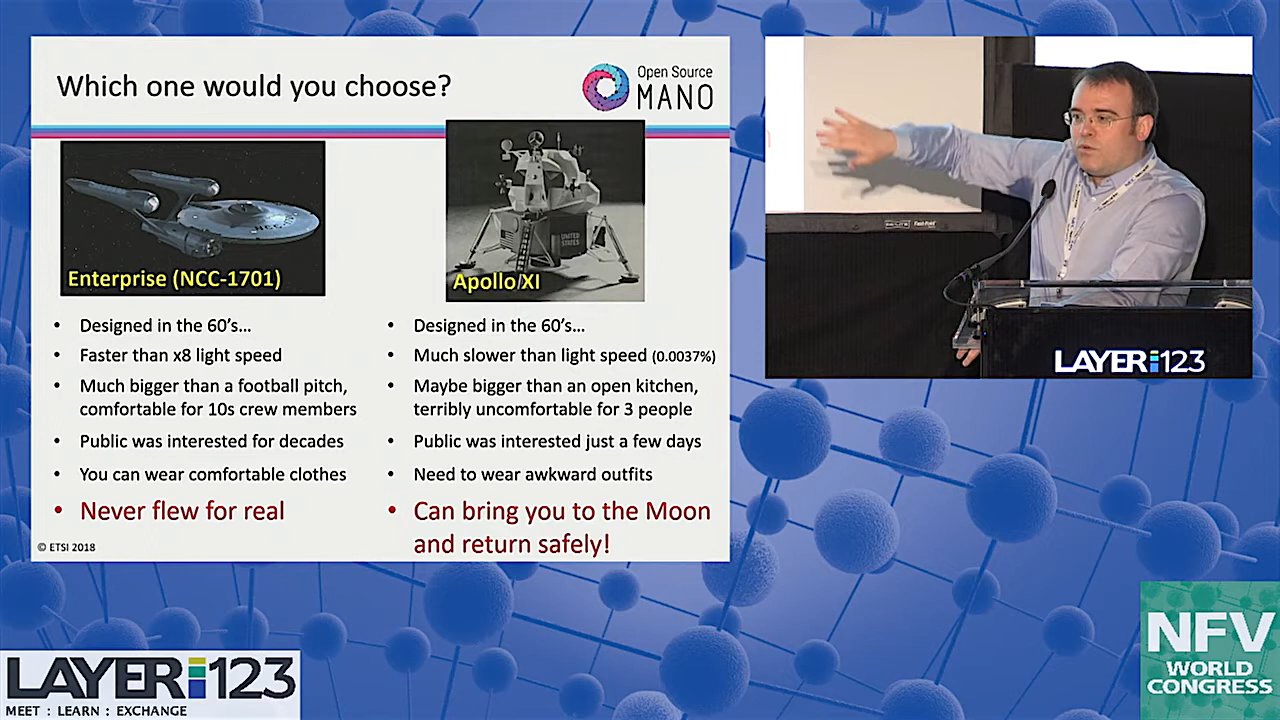 Which one would you choose?
Open Source
MANO
Enterprise (NCC-1701)
NCC-1
• Designed in the 60's...
• Faster than x8 light speed
• Much bigger than a football pitch,
comfortable for 10s crew members
• Public was interested for decades
• You can wear comfortable clothes
• Never flew for real
UNITED
STATES
Apollo XI
• Designed in the 60's...
• Much slower than light speed (0.0037%)
• Maybe bigger than an open kitchen,
terribly uncomfortable for 3 people
• Public was interested just a few days
• Need to wear awkward outfits
• Can bring you to the Moon
and return safely!
© ETSI 2018
LAYER123
LAYER123
MEET : LEARN : EXCHANGE
NFV
WORLD
CONGRESS